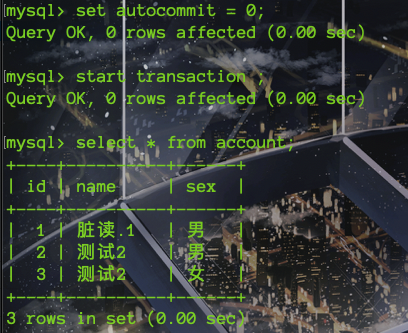 mysql> set autocommit = 0;
Query OK, 0 rows affected (0.00 sec)
mysql> start transaction ;
Query OK, 0 rows affected (0.00 sec)
mysql> select * from account;
+----+----------+------+
| id | name     | sex  |
+----+----------+------+
|  1 | 脏读.1   | 男   |
|  2 | 测试2    | 男   |
|  3 | 测试2    | 女   |
+----+----------+------+
3 rows in set (0.00 sec)